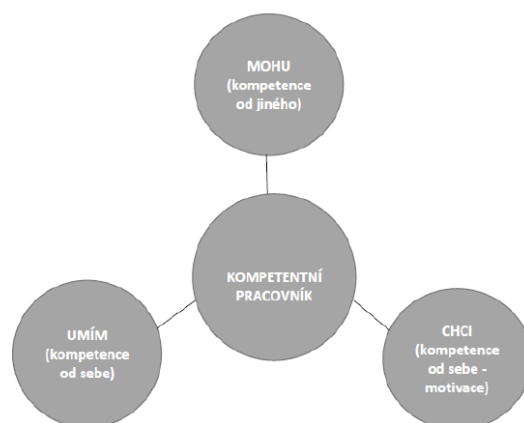 MOHU
(kompetence
od jiného)
KOMPETENTNÍ
PRACOVNÍK
UMÍM
(kompetence
od sebe)
CHCI
(kompetence
od sebe -
motivace)